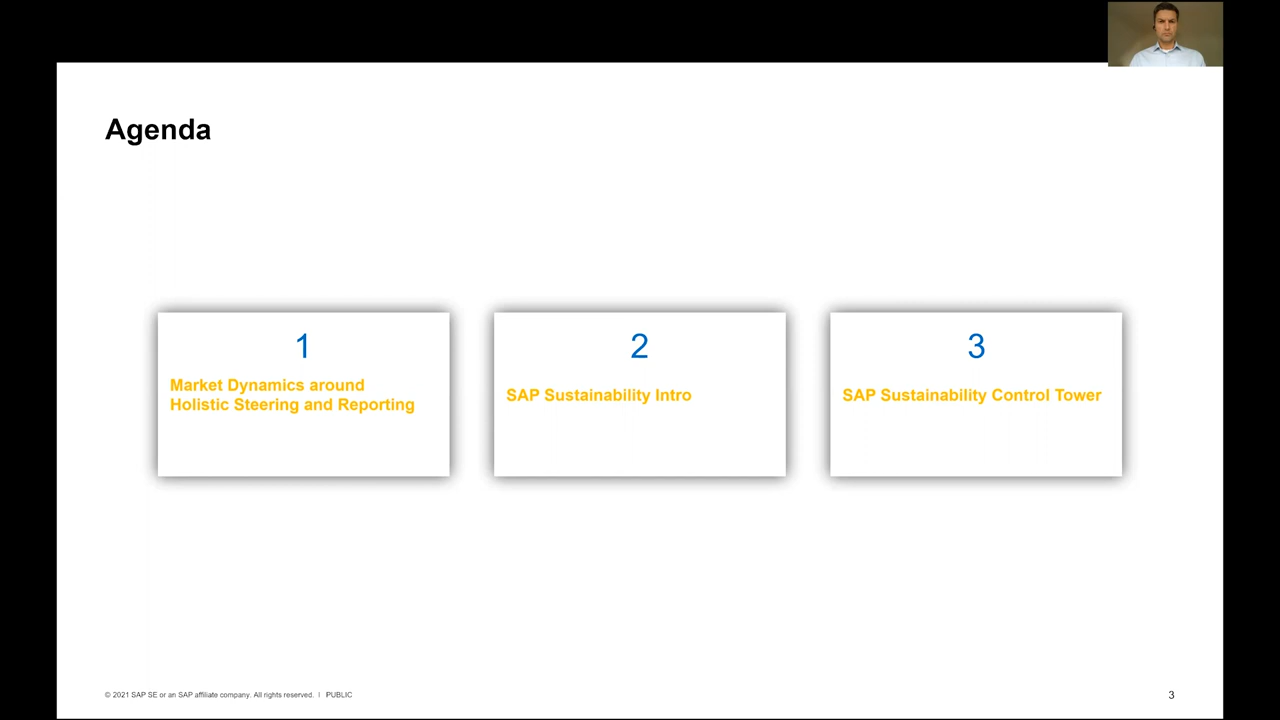 Agenda
1
Market Dynamics around
Holistic Steering and Reporting
2
SAP Sustainability Intro
3
SAP Sustainability Control Tower
© 2021 SAP SE or an SAP affiliate company. All rights reserved. | PUBLIC
3